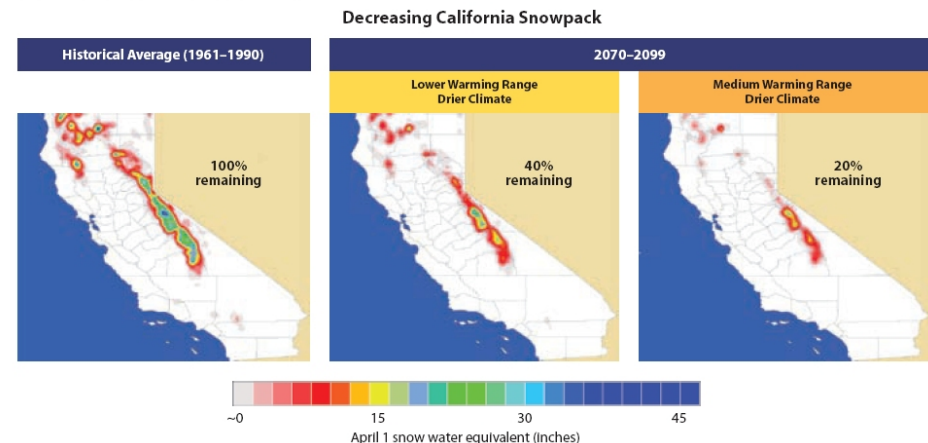 Decreasing California Snowpack
Historical Average (1961–1990)
2070–2099
Lower Warming Range
Drier Climate
Medium Warming Range
Drier Climate
100%
remaining
40%
remaining
20%
remaining
~0
15
30
45
April 1 snow water equivalent (inches)